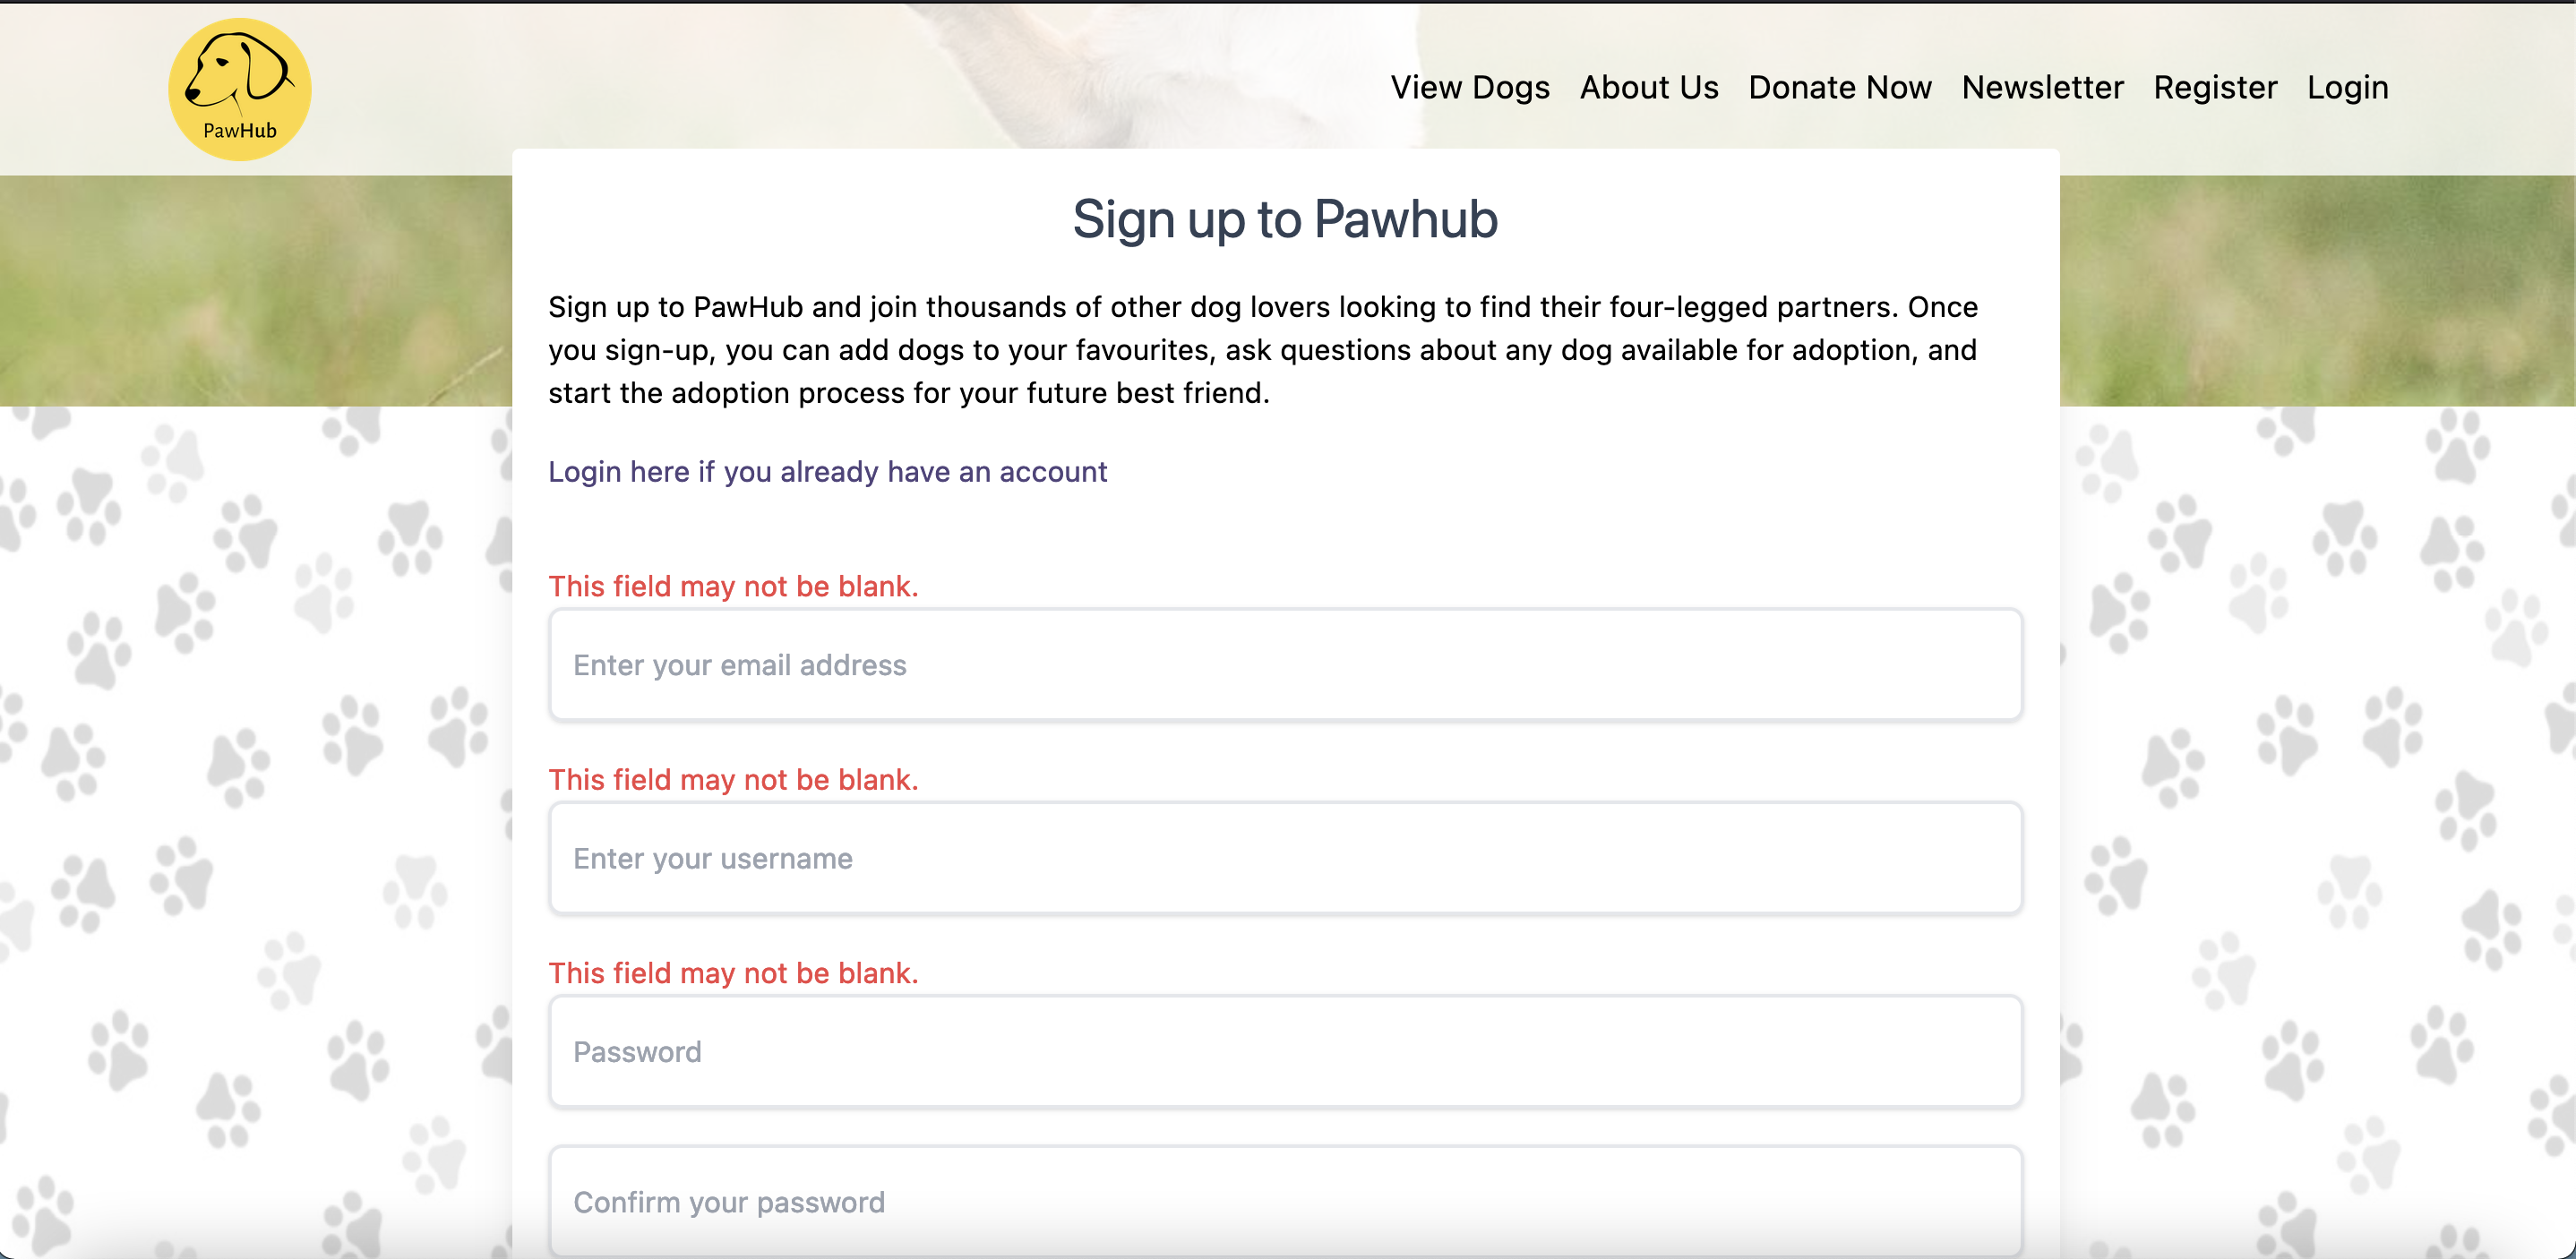 PawHub
View Dogs About Us Donate Now Newsletter Register Login
Sign up to Pawhub
Sign up to PawHub and join thousands of other dog lovers looking to find their four-legged partners. Once
you sign-up, you can add dogs to your favourites, ask questions about any dog available for adoption, and
start the adoption process for your future best friend.
Login here if you already have an account
This field may not be blank.
Enter your email address
This field may not be blank.
Enter your username
This field may not be blank.
Password
Confirm your password